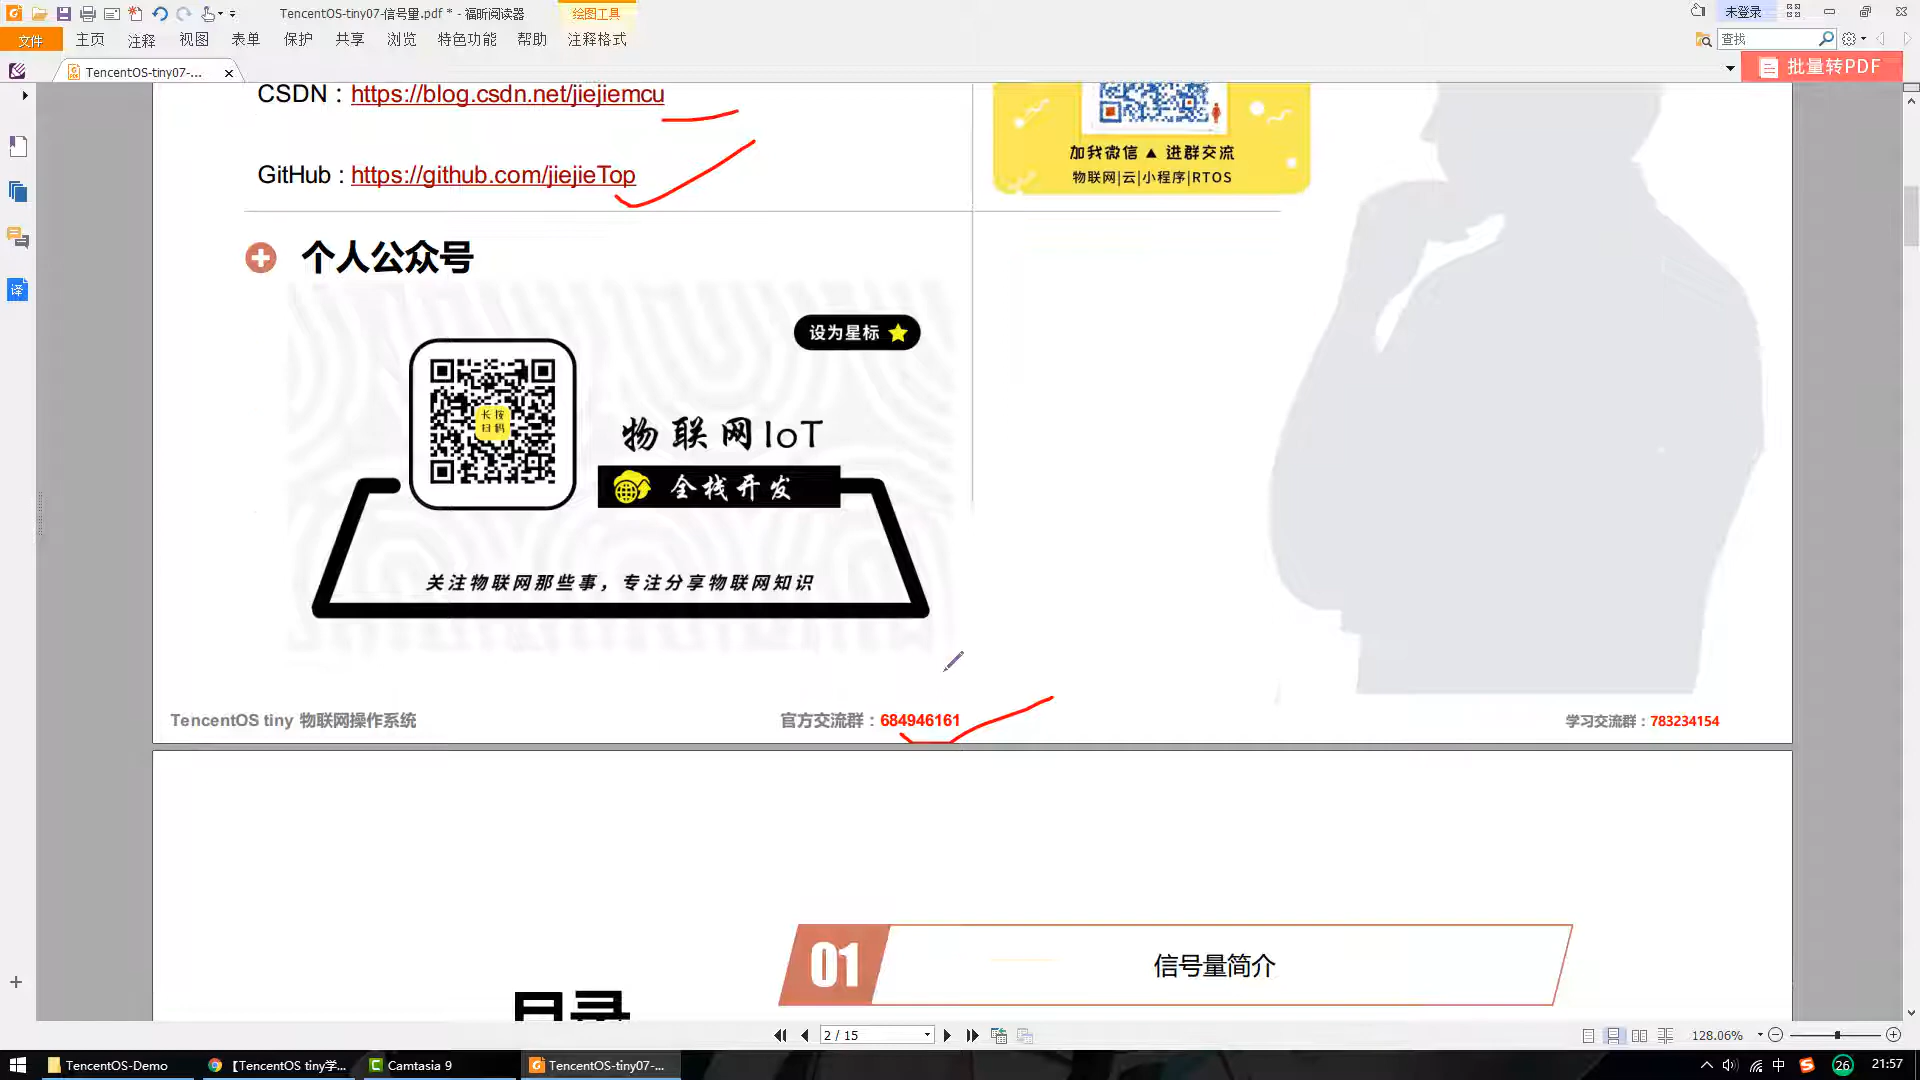 TencentOS-tiny07-信号量.pdf * - 福昕阅读器
绘图工具
未登录
文件 主页 注释 视图 表单 保护 共享 浏览 特色功能 帮助 注释格式
查找
TencentOS-tiny07-...
批量转PDF
CSDN : https://blog.csdn.net/jiejiemcu
GitHub : https://github.com/jiejieTop
加我微信 ▲ 进群交流
物联网|云|小程序|RTOS
译
个人公众号
设为星标
长按
扫码
物联网IoT
全栈开发
关注物联网那些事，专注分享物联网知识
TencentOS tiny 物联网操作系统
官方交流群：684946161
学习交流群：783234154
01
信号量简介
目录
2 / 15
128.06%
TencentOS-Demo
【TencentOS tiny学...
Camtasia 9
TencentOS-tiny07-...
中
26
21:57